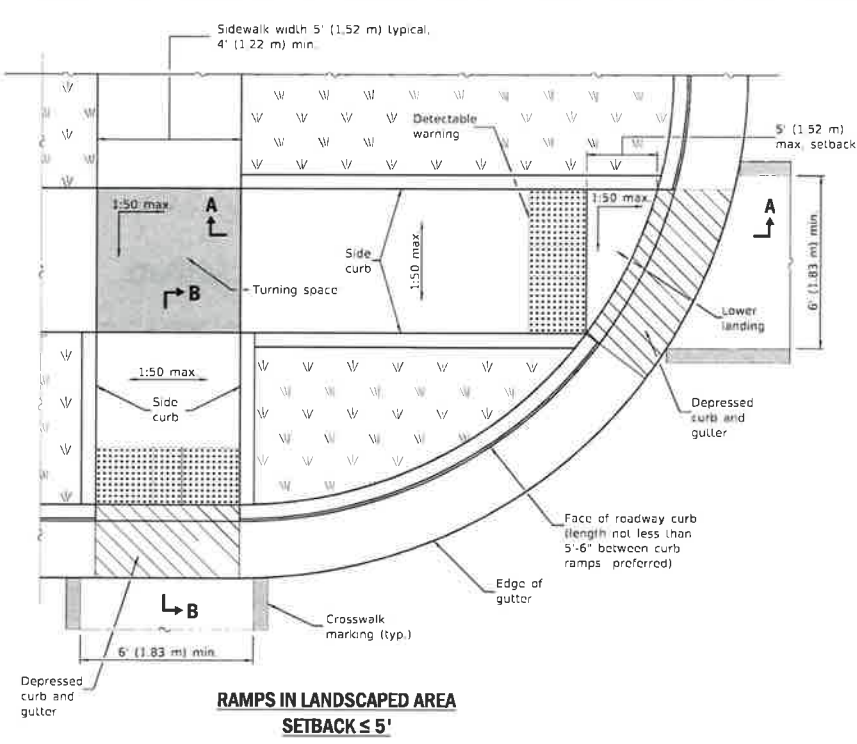 Sidewalk width 5' (1.52 m) typical,
4' (1.22 m) min.
Detectable
warning
5' (1.52 m)
max. setback
1:50 max.
A
1:50 max.
A
Side
curb
1:50 max
6' (1.83 m) min.
B
Turning space
Lower
landing
1:50 max
Side
curb
Depressed
curb and
gutter
Face of roadway curb
(length not less than
5'-6" between curb
ramps preferred)
Edge of
gutter
B
Crosswalk
marking (typ.)
6' (1.83 m) min.
Depressed
curb and
gutter
RAMPS IN LANDSCAPED AREA
SETBACK ≤ 5'